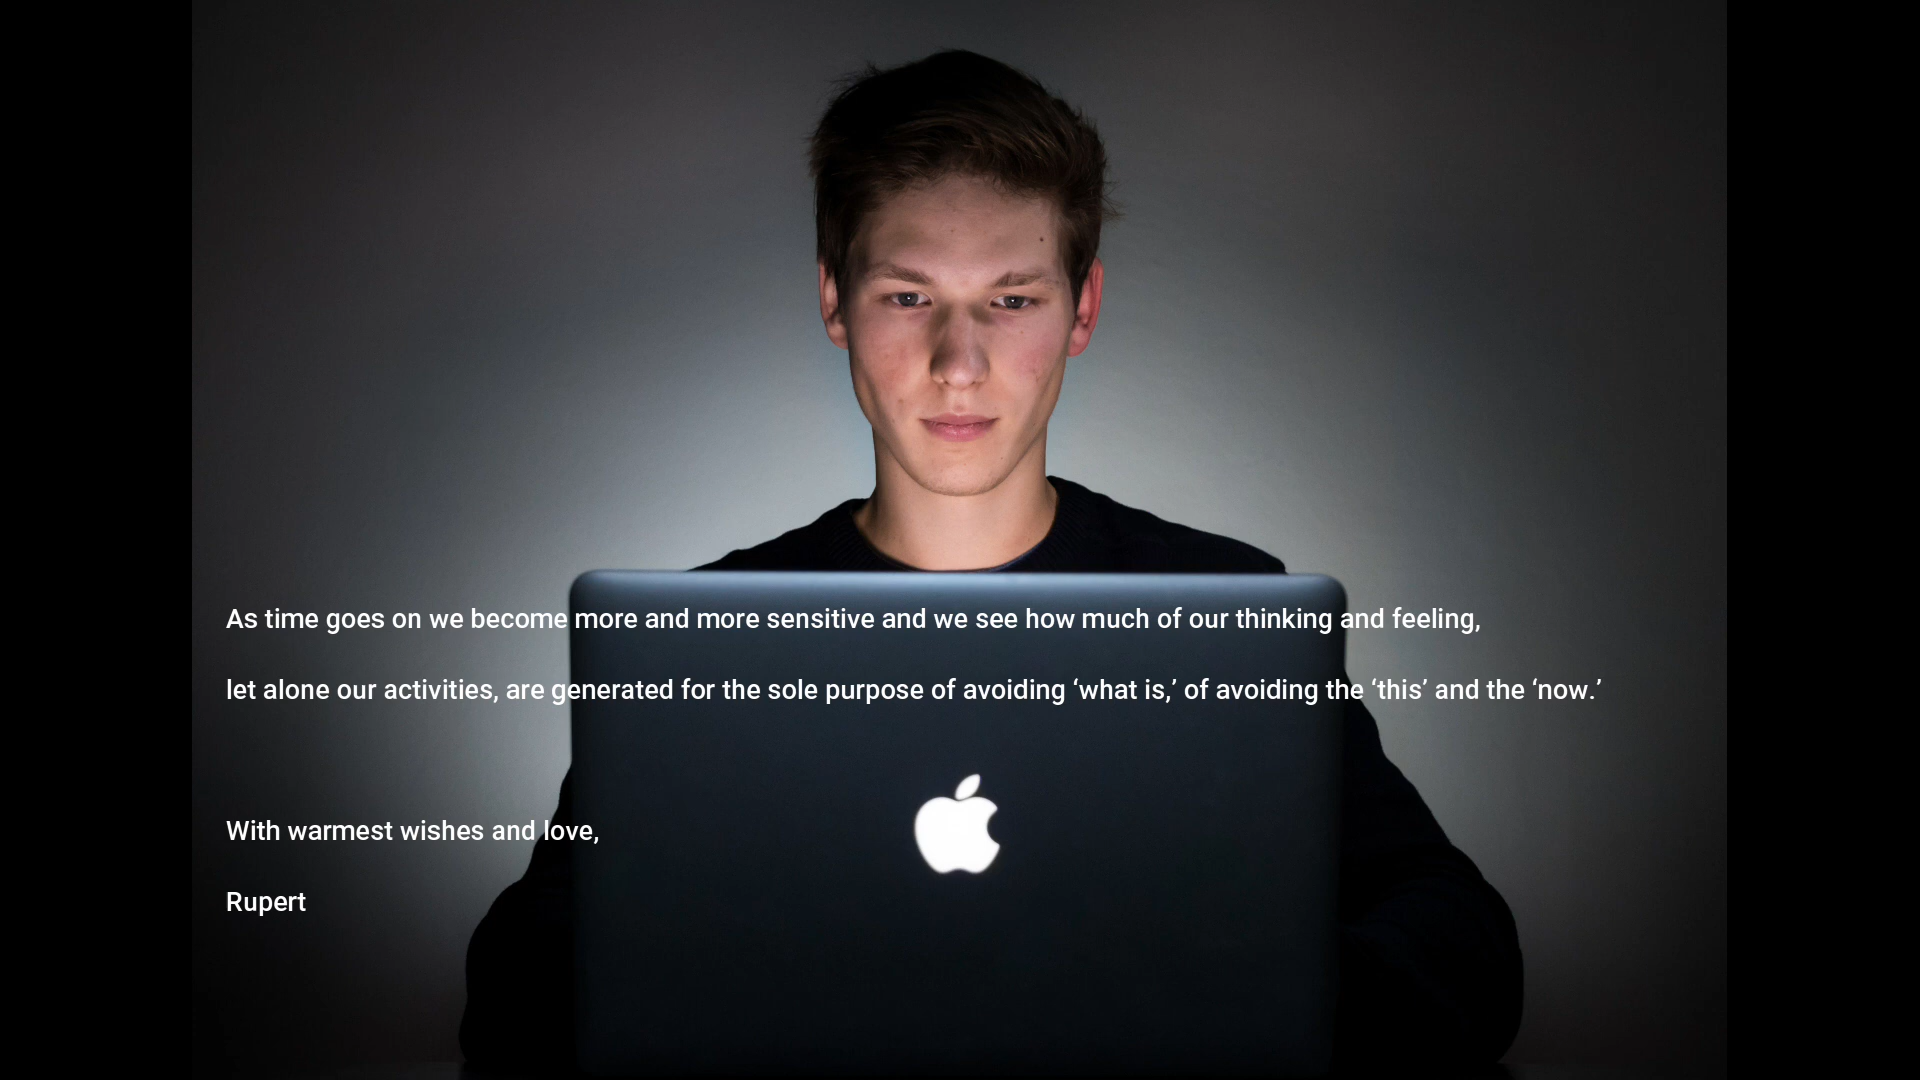 As time goes on we become more and more sensitive and we see how much of our thinking and feeling,
let alone our activities, are generated for the sole purpose of avoiding ‘what is,’ of avoiding the ‘this’ and the ‘now.’
With warmest wishes and love,
Rupert